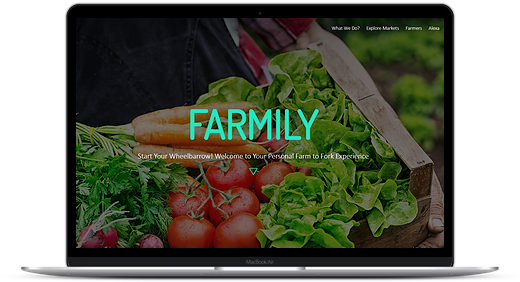 What We Do? Explore Markets Farmers Alexa
FARMILY
Start Your Wheelbarrow! Welcome to Your Personal Farm to Fork Experience
MacBook Air